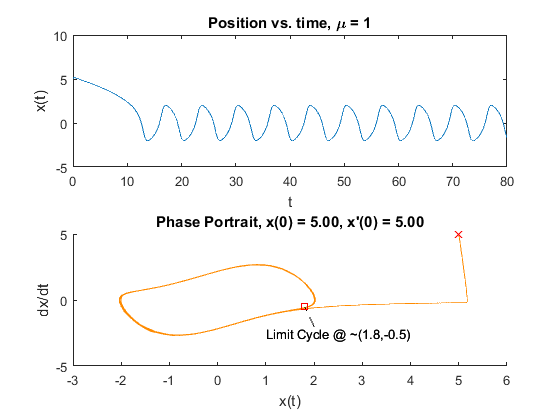 Position vs. time, μ = 1
10
5
0
-5
x(t)
0 10 20 30 40 50 60 70 80
t
Phase Portrait, x(0) = 5.00, x'(0) = 5.00
5
0
-5
dx/dt
Limit Cycle @ ~(1.8,-0.5)
-3 -2 -1 0 1 2 3 4 5 6
x(t)